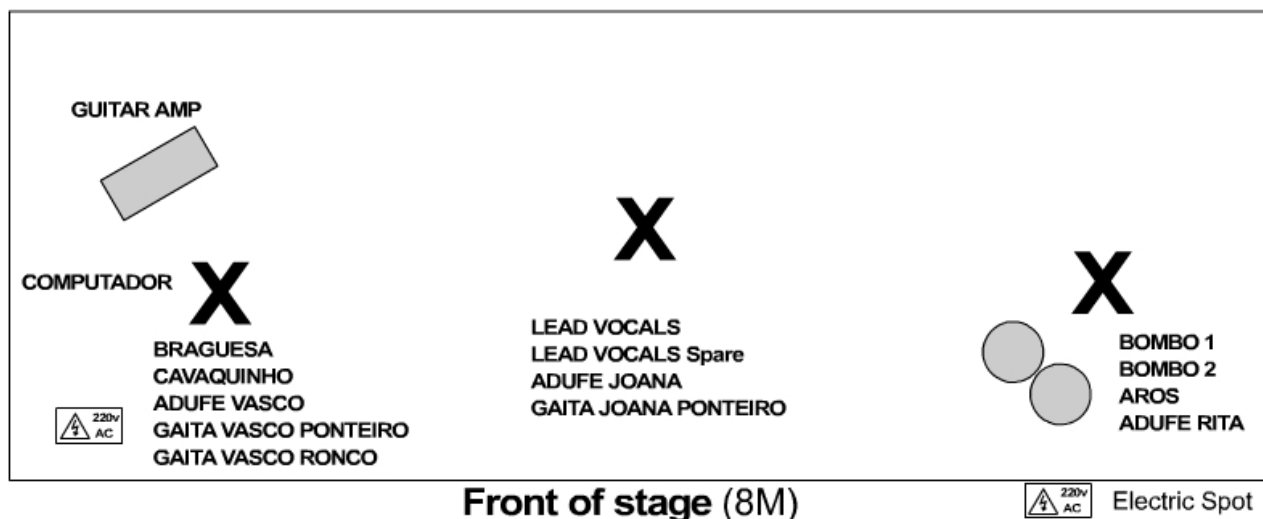 GUITAR AMP
COMPUTADOR
X
BRAGUESA
CAVAQUINHO
ADUFE VASCO
GAITA VASCO PONTEIRO
GAITA VASCO RONCO
220v
AC
X
LEAD VOCALS
LEAD VOCALS Spare
ADUFE JOANA
GAITA JOANA PONTEIRO
X
BOMBO 1
BOMBO 2
AROS
ADUFE RITA
Front of stage (8M)
220v
AC
Electric Spot